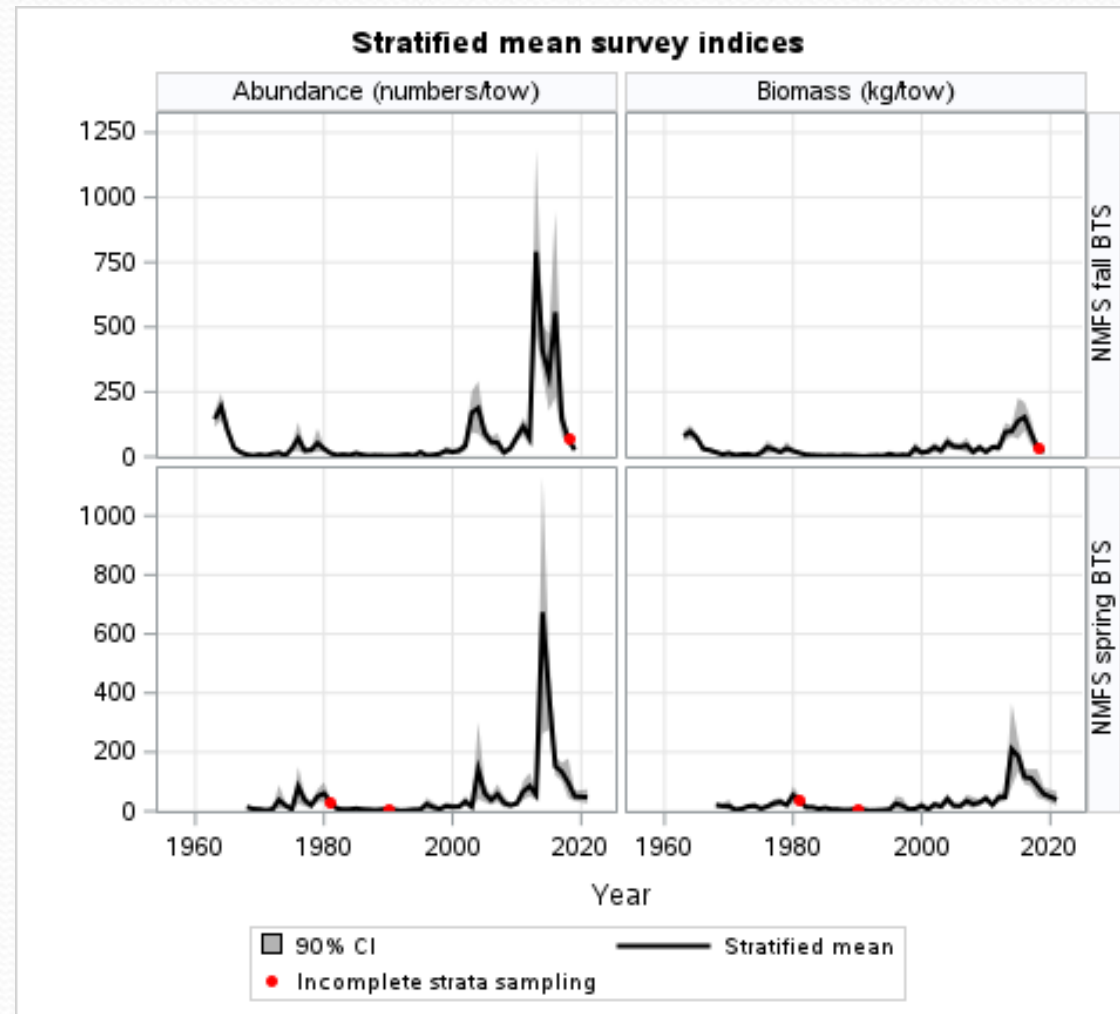 Stratified mean survey indices
Abundance (numbers/tow) Biomass (kg/tow)
1250
1000
750
500
250
0
NMFS fall BTS
1000
800
600
400
200
0
NMFS spring BTS
1960 1980 2000 2020 1960 1980 2000 2020
Year
90% CI Stratified mean
Incomplete strata sampling